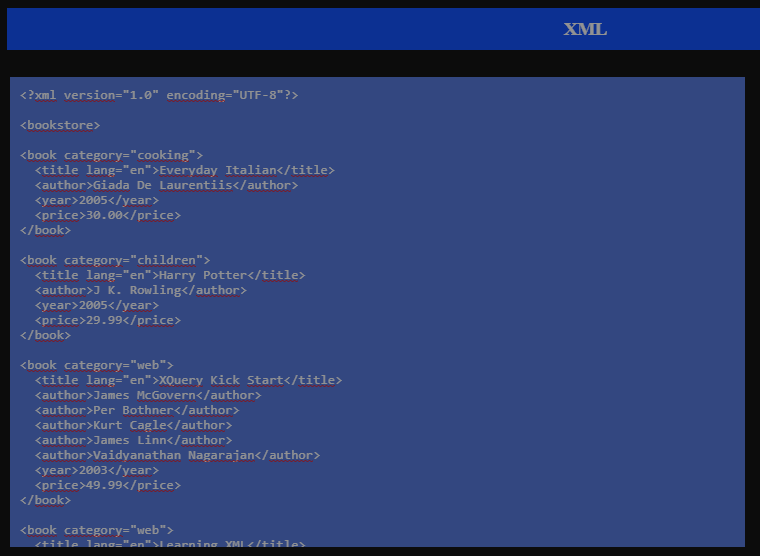 XML
<?xml version="1.0" encoding="UTF-8"?>
<bookstore>
<book category="cooking">
<title lang="en">Everyday Italian</title>
<author>Giada De Laurentiis</author>
<year>2005</year>
<price>30.00</price>
</book>
<book category="children">
<title lang="en">Harry Potter</title>
<author>J K. Rowling</author>
<year>2005</year>
<price>29.99</price>
</book>
<book category="web">
<title lang="en">XQuery Kick Start</title>
<author>James McGovern</author>
<author>Per Bothner</author>
<author>Kurt Cagle</author>
<author>James Linn</author>
<author>Vaidyanathan Nagarajan</author>
<year>2003</year>
<price>49.99</price>
</book>
<book category="web">
<title lang="en">Learning XML</title>